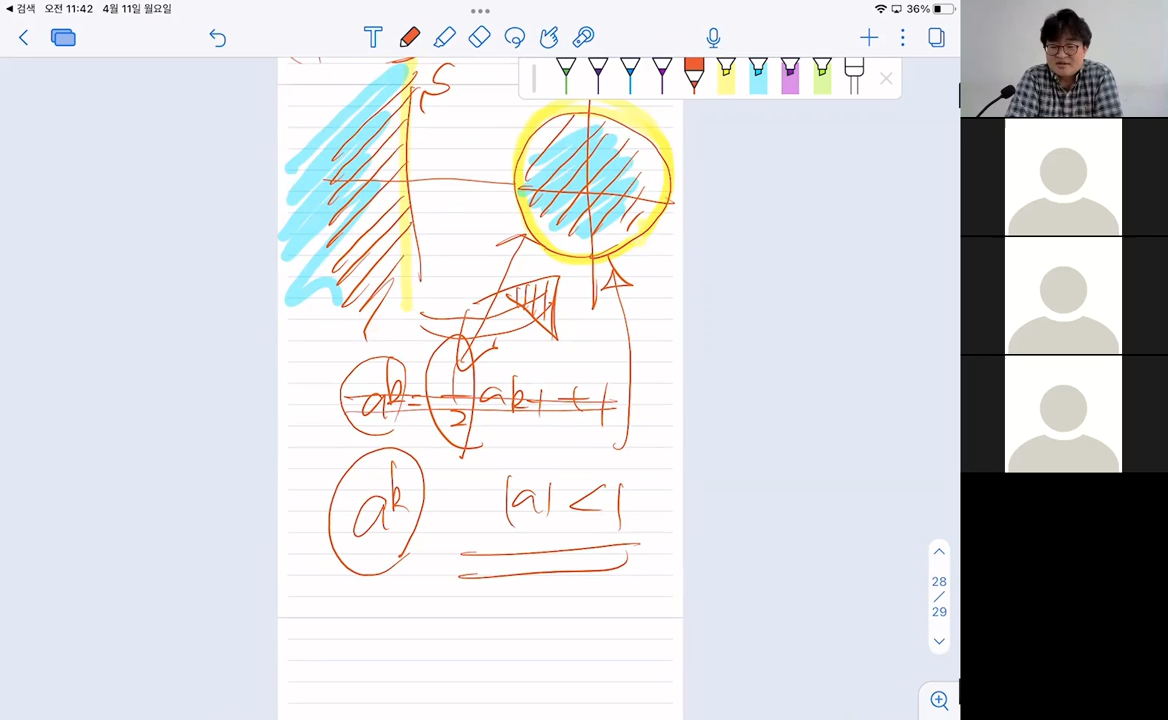 검색 오전 11:42 4월 11일 월요일
36%
T
S
a^k = 1/2 a k-1 + 1
a^k |a| < 1
28
/
29